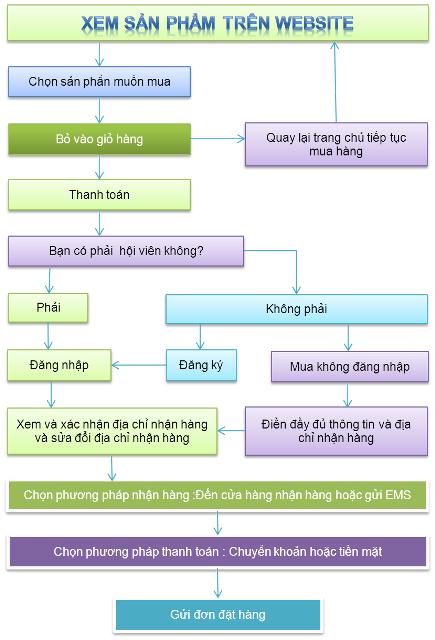 XEM SẢN PHẨM TRÊN WEBSITE
Chọn sán phẩn muốn mua
Bỏ vào giỏ hàng
Quay lại trang chủ tiếp tục
mua hàng
Thanh toán
Bạn có phải hội viên không?
Phải
Không phải
Đăng nhập
Đăng ký
Mua không đăng nhập
Xem và xác nhận địa chỉ nhận hàng
và sửa đổi địa chỉ nhận hàng
Điền đầy đủ thông tin và địa
chỉ nhận hàng
Chọn phương pháp nhận hàng :Đến cửa hàng nhận hàng hoặc gửi EMS
Chọn phương pháp thanh toán : Chuyển khoản hoặc tiền mặt
Gửi đơn đặt hàng